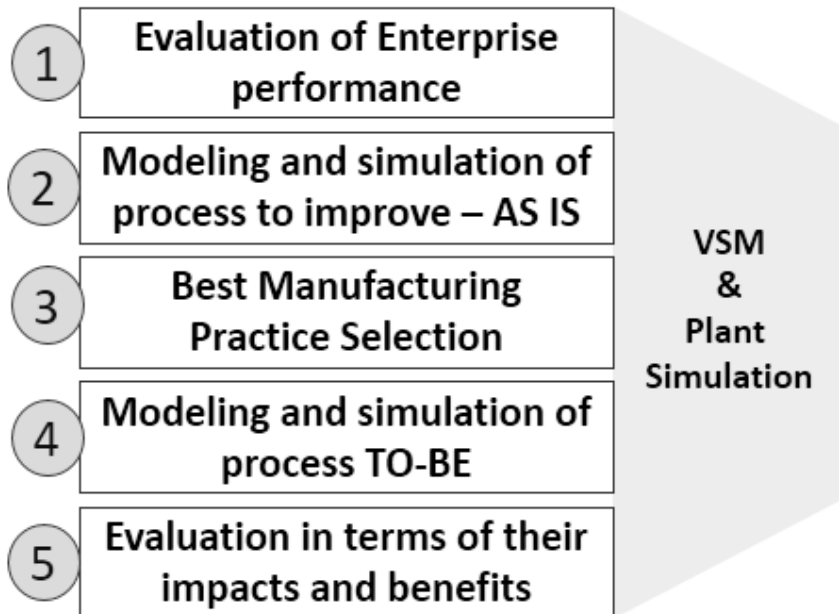 1
Evaluation of Enterprise
performance
2
Modeling and simulation of
process to improve – AS IS
3
Best Manufacturing
Practice Selection
4
Modeling and simulation of
process TO-BE
5
Evaluation in terms of their
impacts and benefits
VSM
&
Plant
Simulation